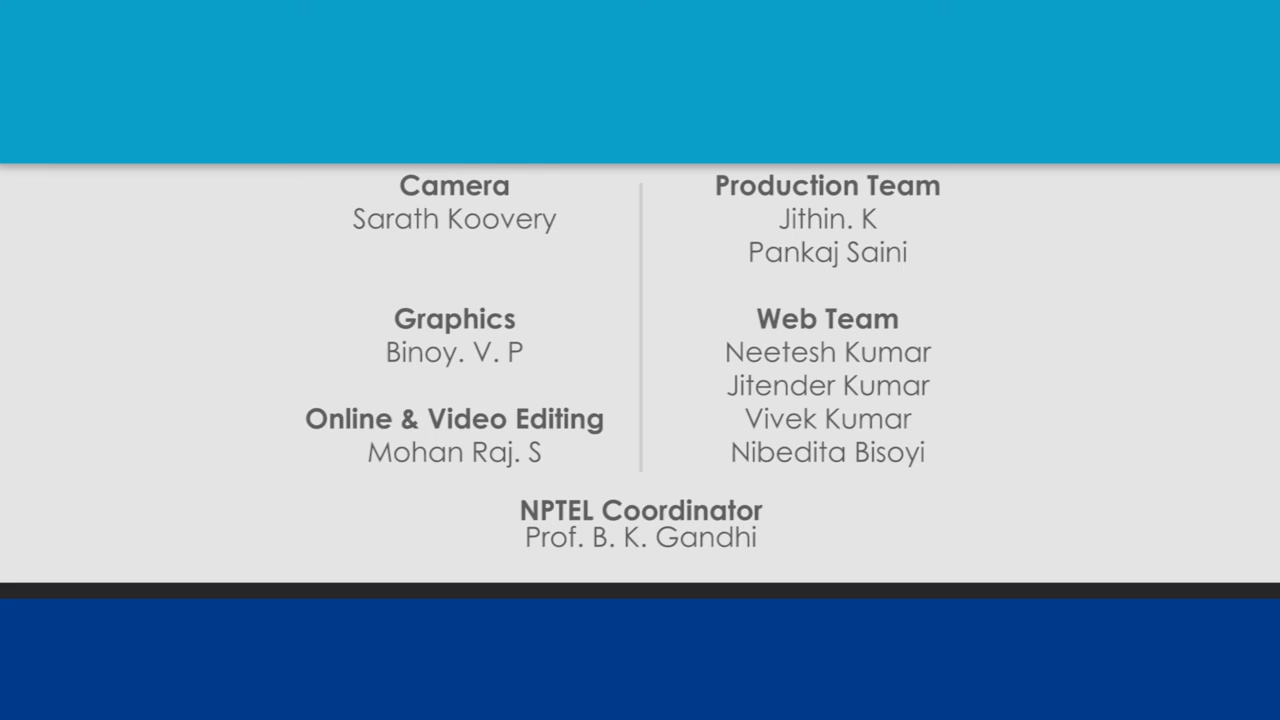 Camera
Sarath Koovery
Graphics
Binoy. V. P
Online & Video Editing
Mohan Raj. S
Production Team
Jithin. K
Pankaj Saini
Web Team
Neetesh Kumar
Jitender Kumar
Vivek Kumar
Nibedita Bisoyi
NPTEL Coordinator
Prof. B. K. Gandhi